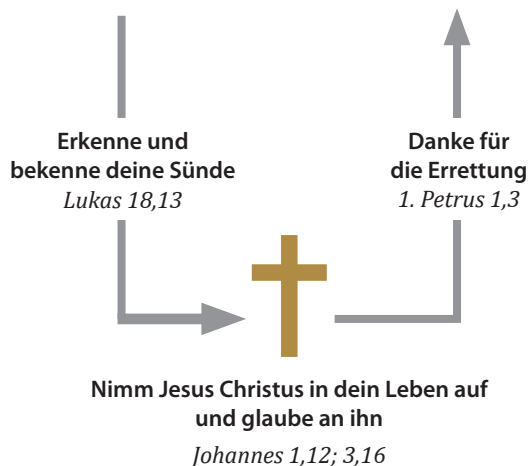 Erkenne und
bekenne deine Sünde
Lukas 18,13
Danke für
die Errettung
1. Petrus 1,3
Nimm Jesus Christus in dein Leben auf
und glaube an ihn
Johannes 1,12; 3,16